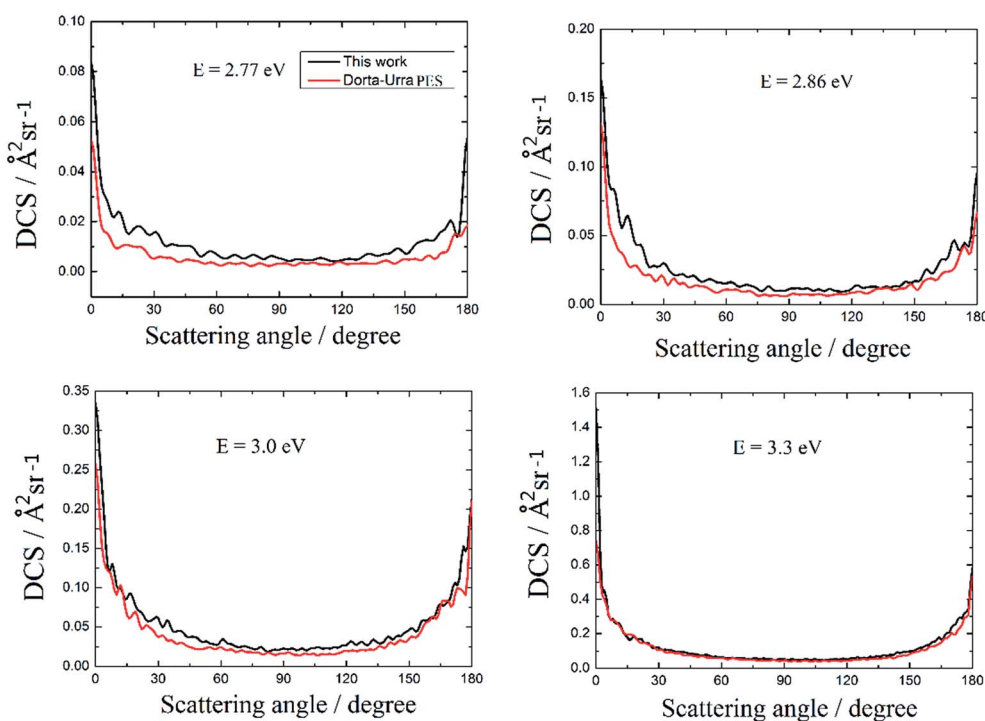 0.10
0.08
0.06
0.04
0.02
0.00
DCS / Å2sr-1
E = 2.77 eV
This work
Dorta-Urra PES
0 30 60 90 120 150 180
Scattering angle / degree
0.20
0.15
0.10
0.05
0.00
DCS / Å2sr-1
E = 2.86 eV
0 30 60 90 120 150 180
Scattering angle / degree
0.35
0.30
0.25
0.20
0.15
0.10
0.05
0.00
DCS / Å2sr-1
E = 3.0 eV
0 30 60 90 120 150 180
Scattering angle / degree
1.6
1.4
1.2
1.0
0.8
0.6
0.4
0.2
0.0
DCS / Å2sr-1
E = 3.3 eV
0 30 60 90 120 150 180
Scattering angle / degree